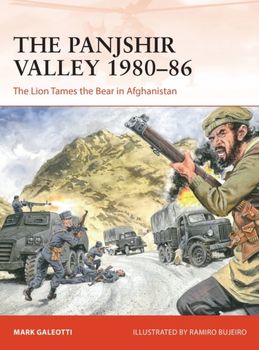 THE PANJSHIR
VALLEY 1980–86
The Lion Tames the Bear in Afghanistan
MARK GALEOTTI
ILLUSTRATED BY RAMIRO BUJEIRO